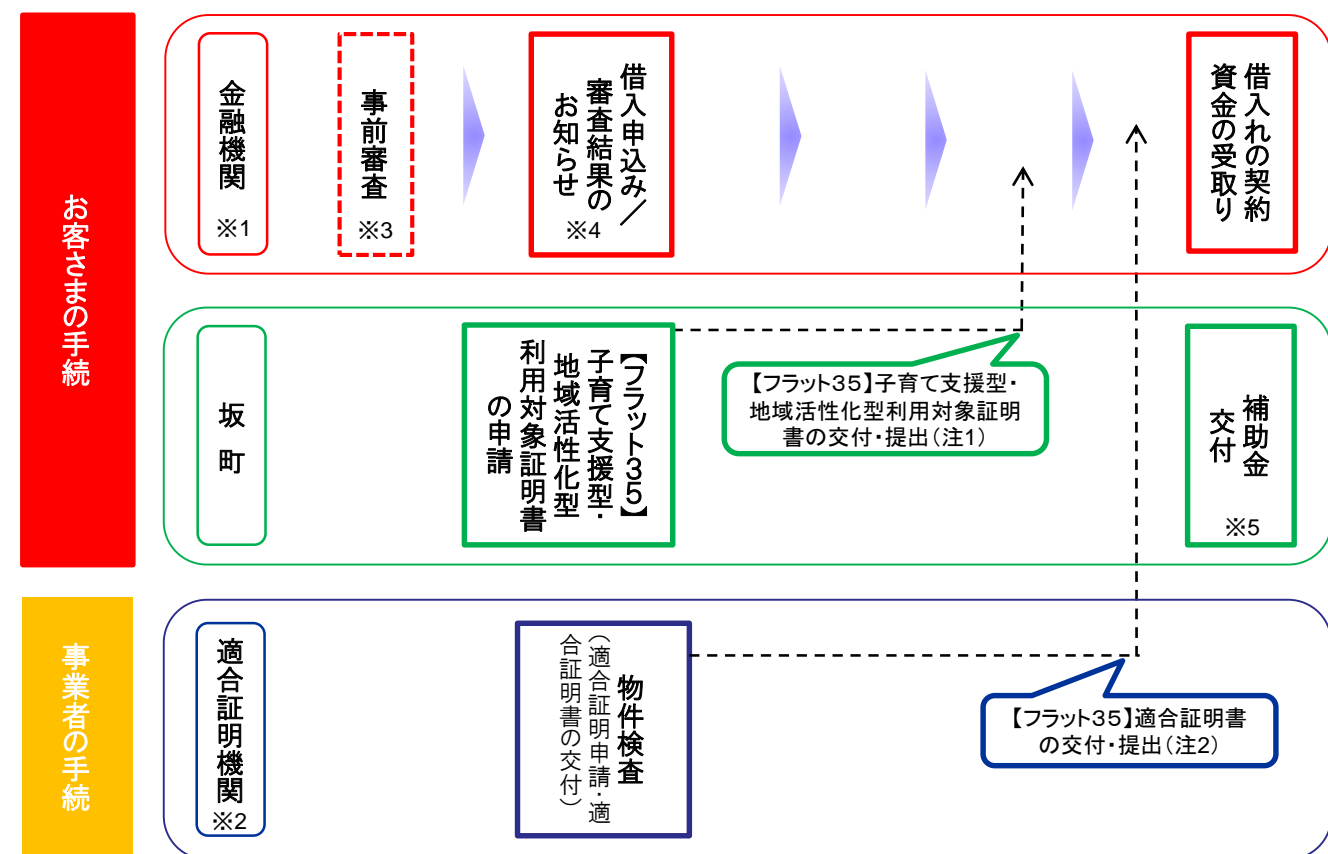 お客さまの手続
金融機関
※1
事前審査
※3
借入申込み／
審査結果の
お知らせ
※4
借入れの契約
資金の受取り
坂町
【フラット35】
子育て支援型・
地域活性化型
利用対象証明書
の申請
【フラット35】子育て支援型・
地域活性化型利用対象証明
書の交付・提出（注1）
補助金
交付
※5
事業者の手続
適合証明機関
※2
物件検査
（適合証明申請・適
合証明書の交付）
【フラット35】適合証明書
の交付・提出（注2）